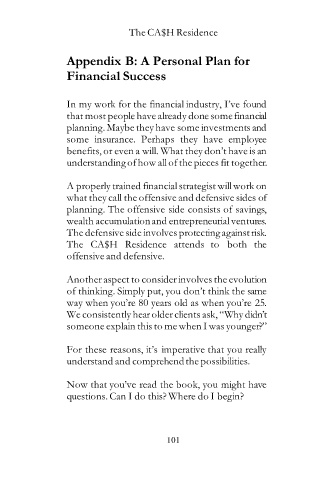 The CA$H Residence
Appendix B: A Personal Plan for
Financial Success
In my work for the financial industry, I've found
that most people have already done some financial
planning. Maybe they have some investments and
some insurance. Perhaps they have employee
benefits, or even a will. What they don't have is an
understanding of how all of the pieces fit together.
A properly trained financial strategist will work on
what they call the offensive and defensive sides of
planning. The offensive side consists of savings,
wealth accumulation and entrepreneurial ventures.
The defensive side involves protecting against risk.
The CA$H Residence attends to both the
offensive and defensive.
Another aspect to consider involves the evolution
of thinking. Simply put, you don't think the same
way when you're 80 years old as when you're 25.
We consistently hear older clients ask, “Why didn't
someone explain this to me when I was younger?”
For these reasons, it's imperative that you really
understand and comprehend the possibilities.
Now that you've read the book, you might have
questions. Can I do this? Where do I begin?
101